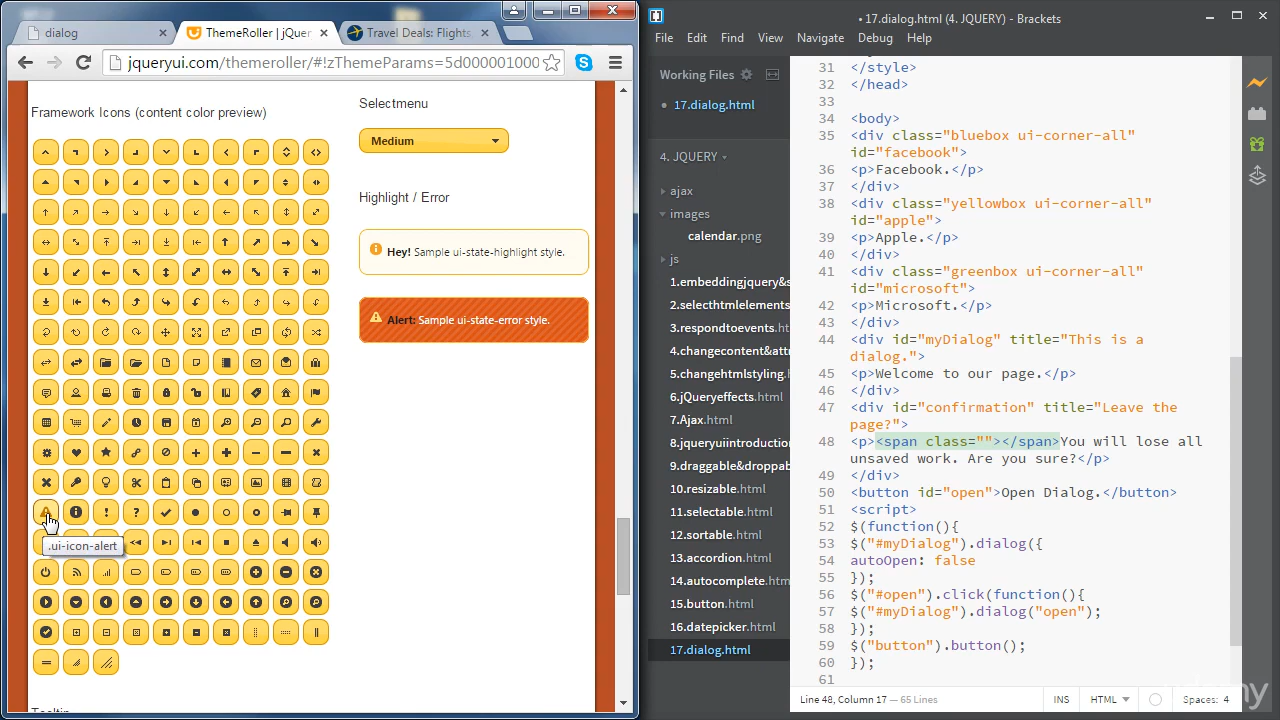 dialog
ThemeRoller | jQuer
Travel Deals: Flights,
jqueryui.com/themeroller/#!zThemeParams=5d000001000
Framework Icons (content color preview)
.ui-icon-alert
Selectmenu
Medium
Highlight / Error
Hey! Sample ui-state-highlight style.
Alert: Sample ui-state-error style.
• 17.dialog.html (4. JQUERY) - Brackets
File Edit Find View Navigate Debug Help
Working Files
17.dialog.html
4. JQUERY
ajax
images
calendar.png
js
1.embeddingjquery&s
2.selecthtmlelements
3.respondtoevents.ht
4.changecontent&attr
5.changehtmlstyling.
6.jQueryeffects.html
7.Ajax.html
8.jqueryuiintroduction
9.draggable&droppab
10.resizable.html
11.selectable.html
12.sortable.html
13.accordion.html
14.autocomplete.htm
15.button.html
16.datepicker.html
17.dialog.html
31 </style>
32 </head>
33
34 <body>
35 <div class="bluebox ui-corner-all"
id="facebook">
36 <p>Facebook.</p>
37 </div>
38 <div class="yellowbox ui-corner-all"
id="apple">
39 <p>Apple.</p>
40 </div>
41 <div class="greenbox ui-corner-all"
id="microsoft">
42 <p>Microsoft.</p>
43 </div>
44 <div id="myDialog" title="This is a
dialog.">
45 <p>Welcome to our page.</p>
46 </div>
47 <div id="confirmation" title="Leave the
page?">
48 <p><span class=""></span>You will lose all
unsaved work. Are you sure?</p>
49 </div>
50 <button id="open">Open Dialog.</button>
51 <script>
52 $(function(){
53 $("#myDialog").dialog({
54 autoOpen: false
55 });
56 $("#open").click(function(){
57 $("#myDialog").dialog("open");
58 });
59 $("button").button();
60 });
61
Line 48, Column 17 — 65 Lines
INS HTML Spaces: 4